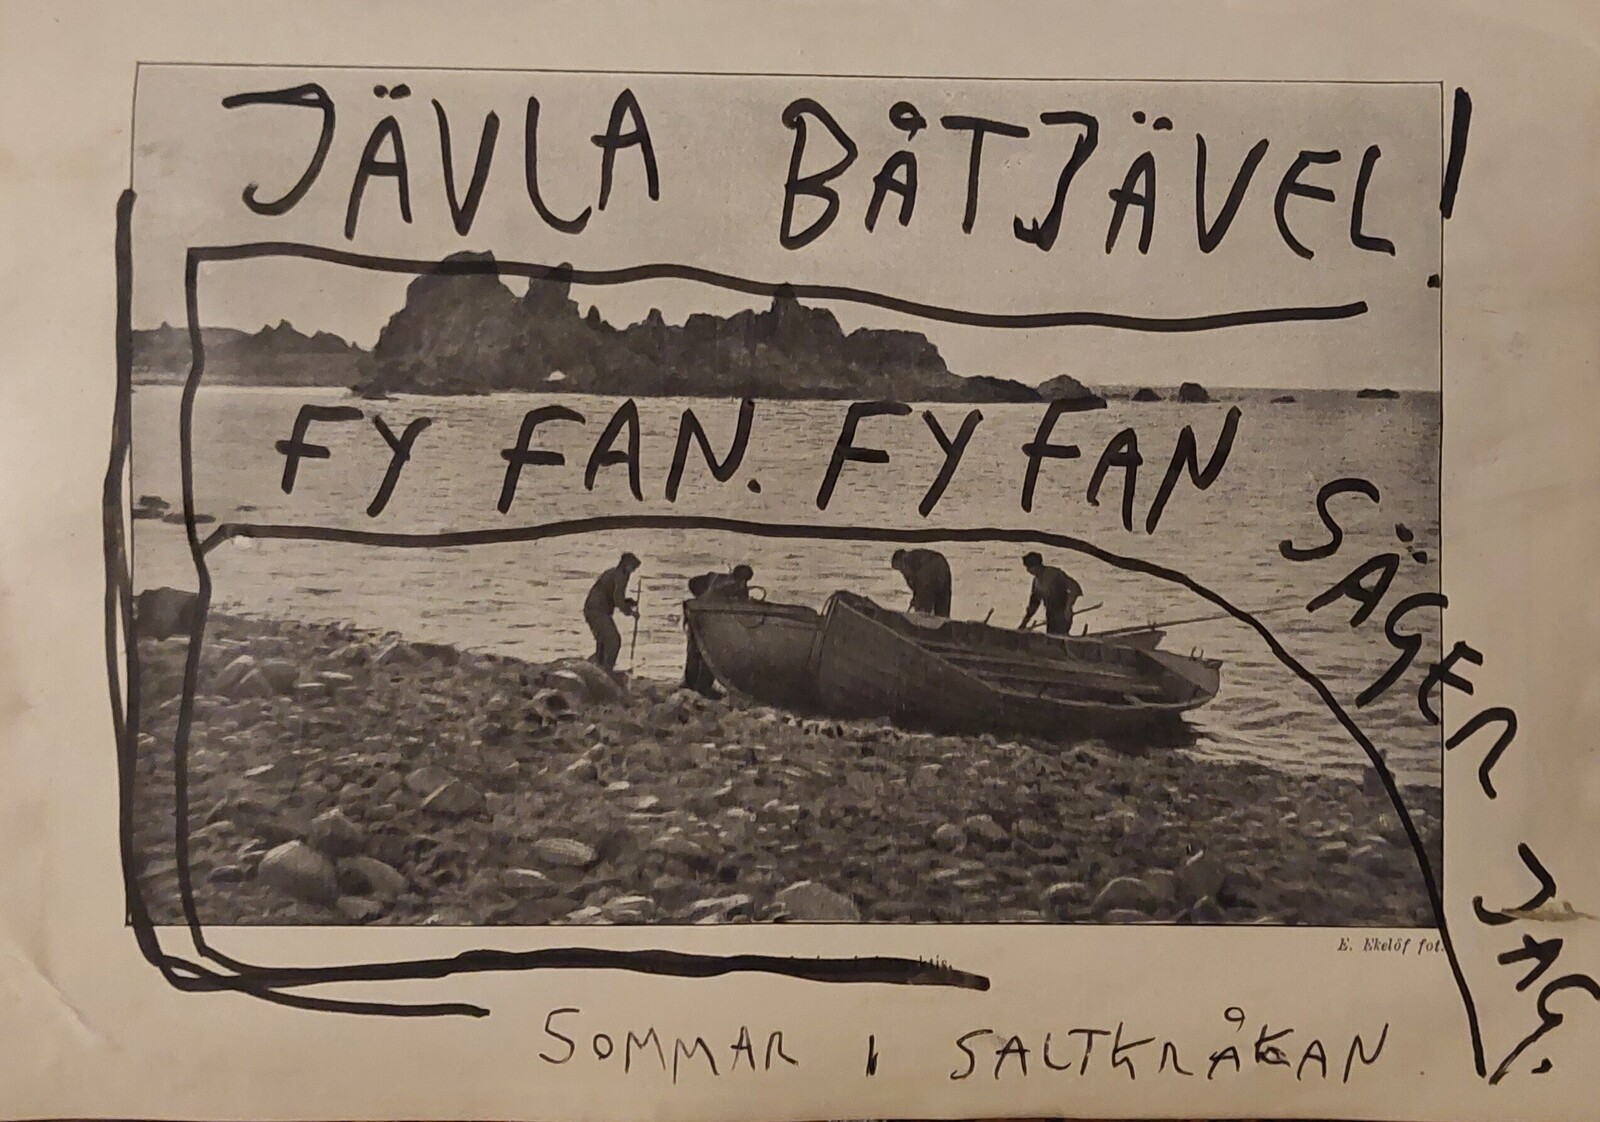 JÄVLA BÅTJÄVEL!
FY FAN. FY FAN
SÄGER JAG.
E. Ekelöf fot.
SOMMAR I SALTKRÅKAN